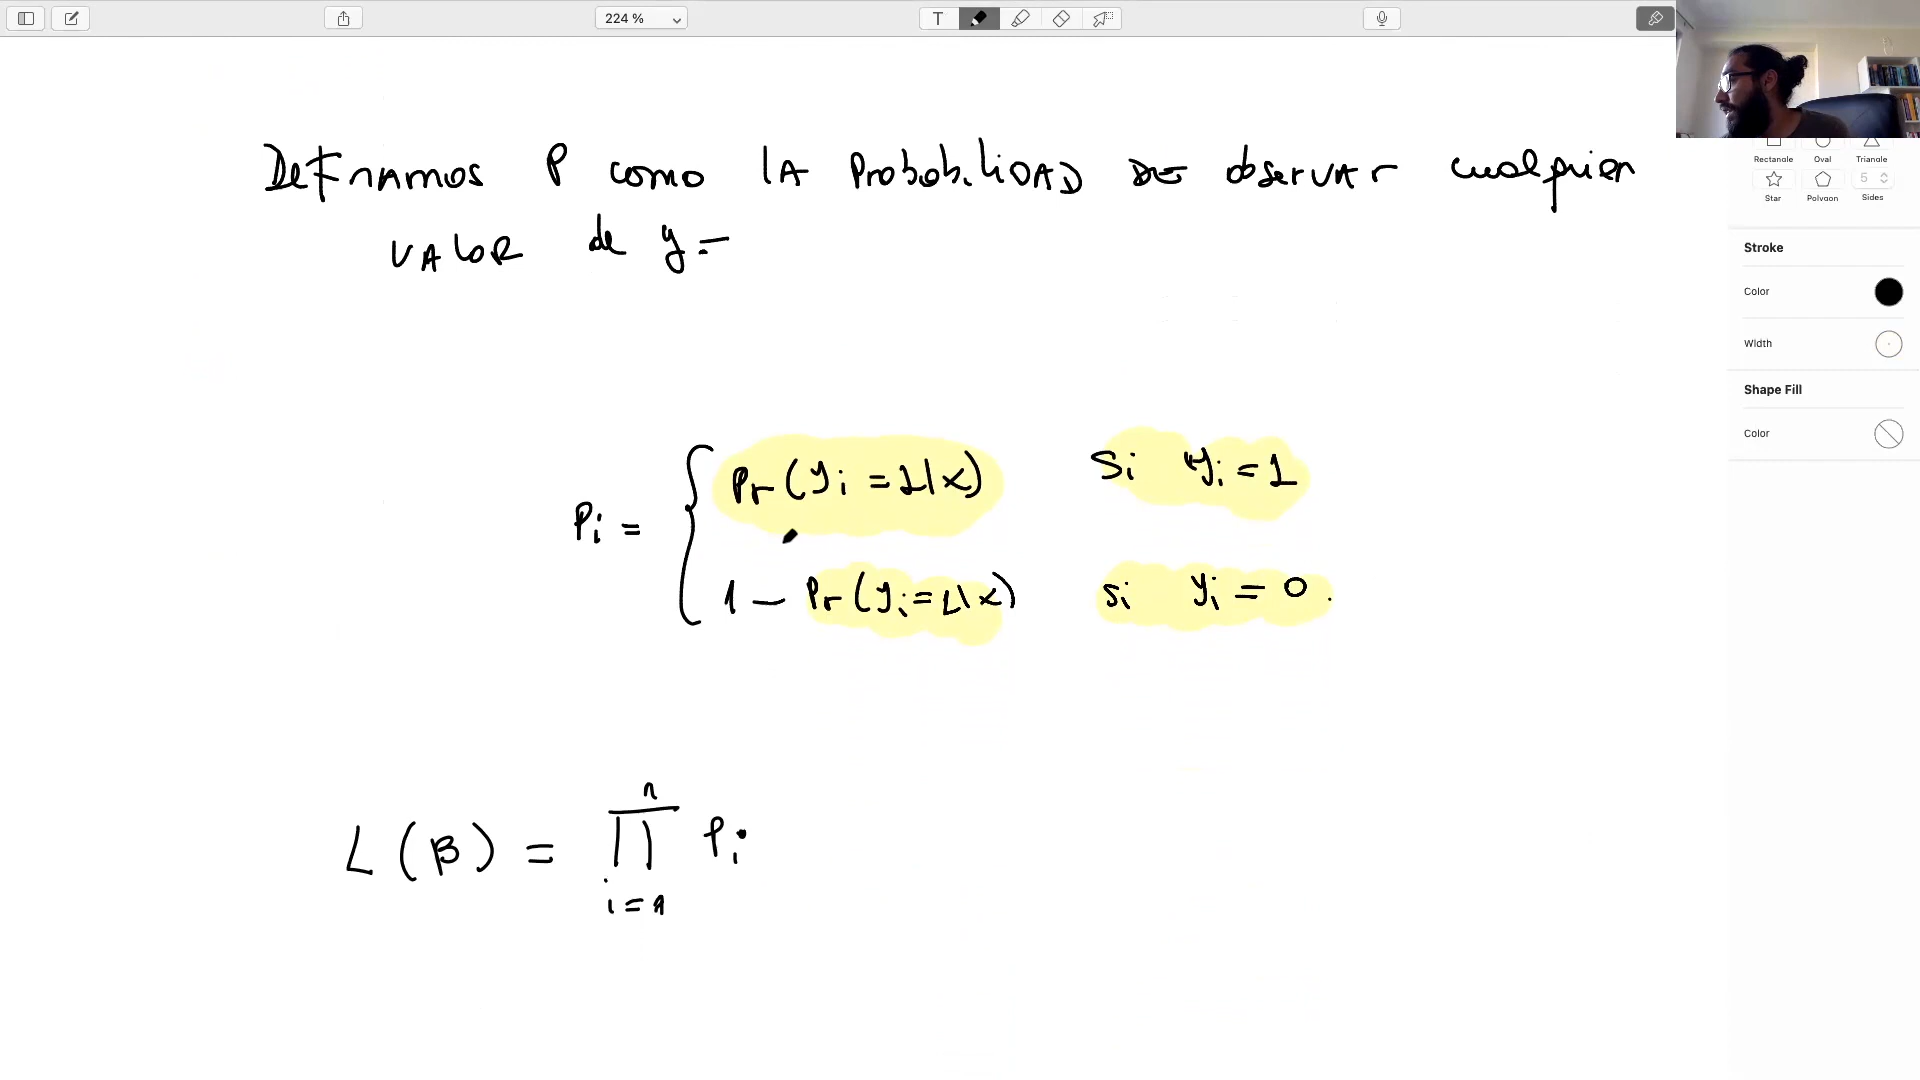 224 %
T
Definamos P como LA ProbabiliDAD DE observAr cualquier
VALOR de y=
Pi =
Pr(yi = 1|x) Si yi = 1
1 - Pr(yi = 1|x) si yi = 0.
L(β) = ∏ Pi
n
i=1
Rectangle Oval Triangle
5
Star Polygon Sides
Stroke
Color
Width
Shape Fill
Color